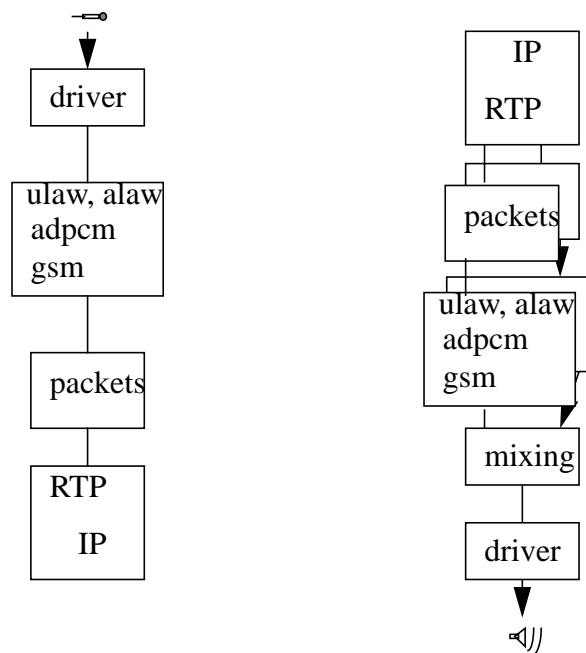 driver
ulaw, alaw
adpcm
gsm
packets
RTP
IP
IP
RTP
packets
ulaw, alaw
adpcm
gsm
mixing
driver